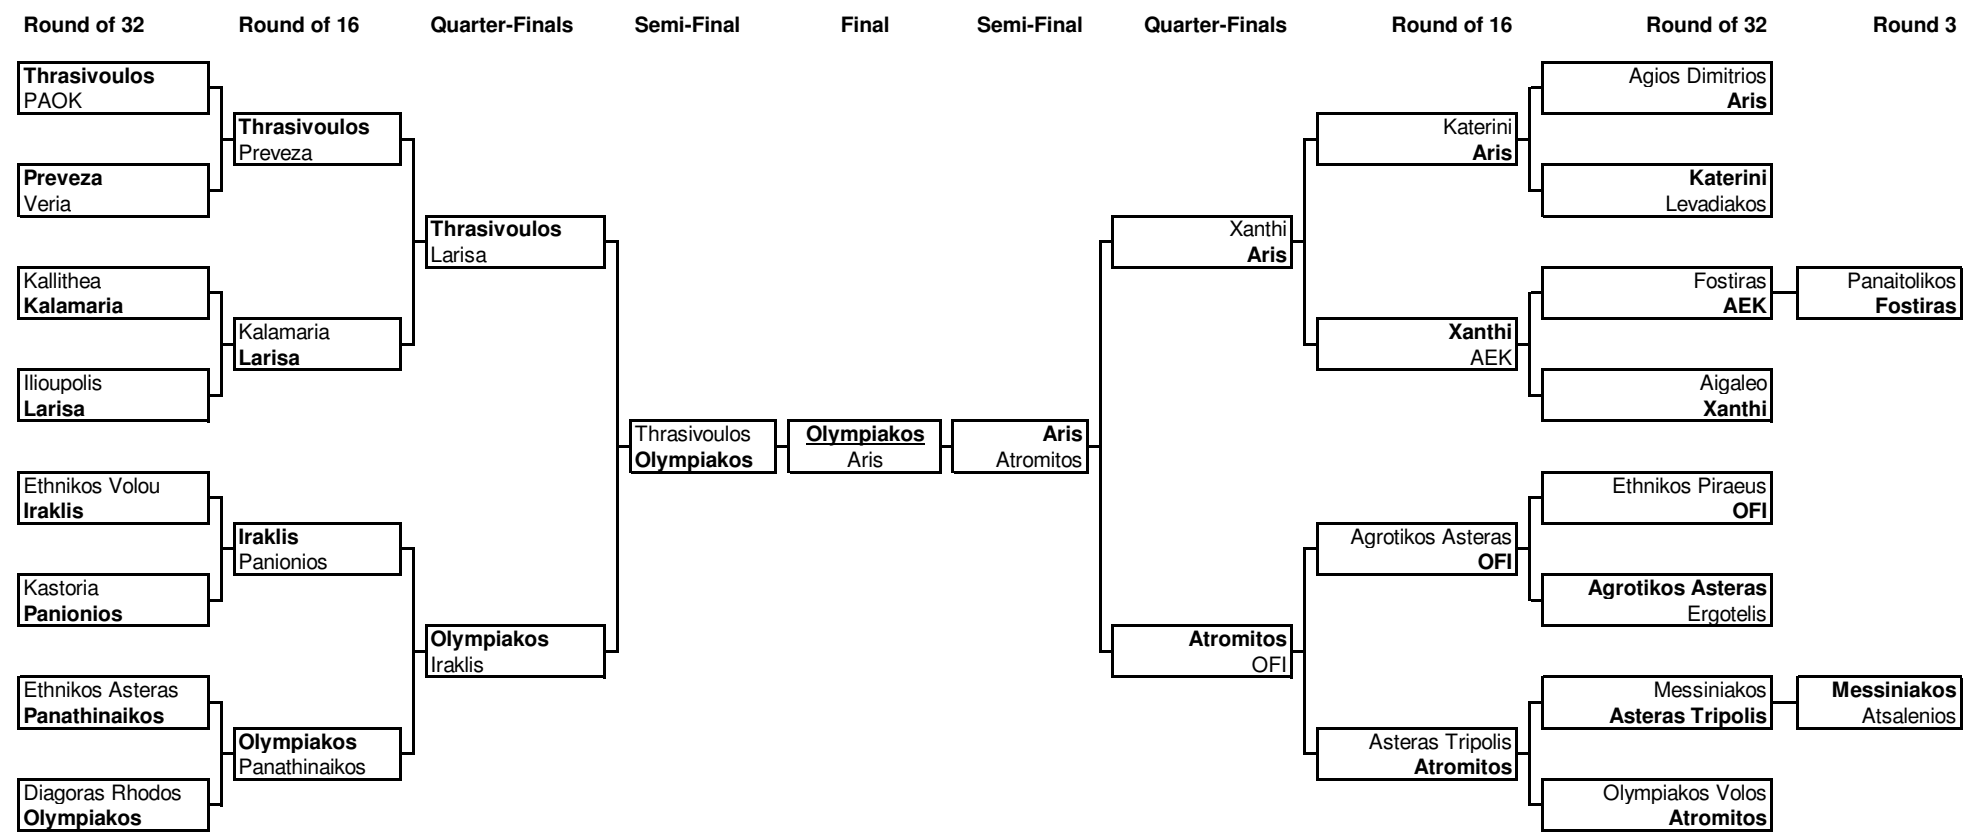 Round of 32
Round of 16
Quarter-Finals
Semi-Final
Final
Semi-Final
Quarter-Finals
Round of 16
Round of 32
Round 3
Thrasivoulos
PAOK
Preveza
Veria
Kallithea
Kalamaria
Ilioupolis
Larisa
Ethnikos Volou
Iraklis
Kastoria
Panionios
Ethnikos Asteras
Panathinaikos
Diagoras Rhodos
Olympiakos
Thrasivoulos
Preveza
Kalamaria
Larisa
Iraklis
Panionios
Olympiakos
Panathinaikos
Thrasivoulos
Larisa
Olympiakos
Iraklis
Thrasivoulos
Olympiakos
Olympiakos
Aris
Aris
Atromitos
Xanthi
Aris
Atromitos
OFI
Katerini
Aris
Xanthi
AEK
Agrotikos Asteras
OFI
Asteras Tripolis
Atromitos
Agios Dimitrios
Aris
Katerini
Levadiakos
Fostiras
AEK
Aigaleo
Xanthi
Ethnikos Piraeus
OFI
Agrotikos Asteras
Ergotelis
Messiniakos
Asteras Tripolis
Olympiakos Volos
Atromitos
Panaitolikos
Fostiras
Messiniakos
Atsalenios